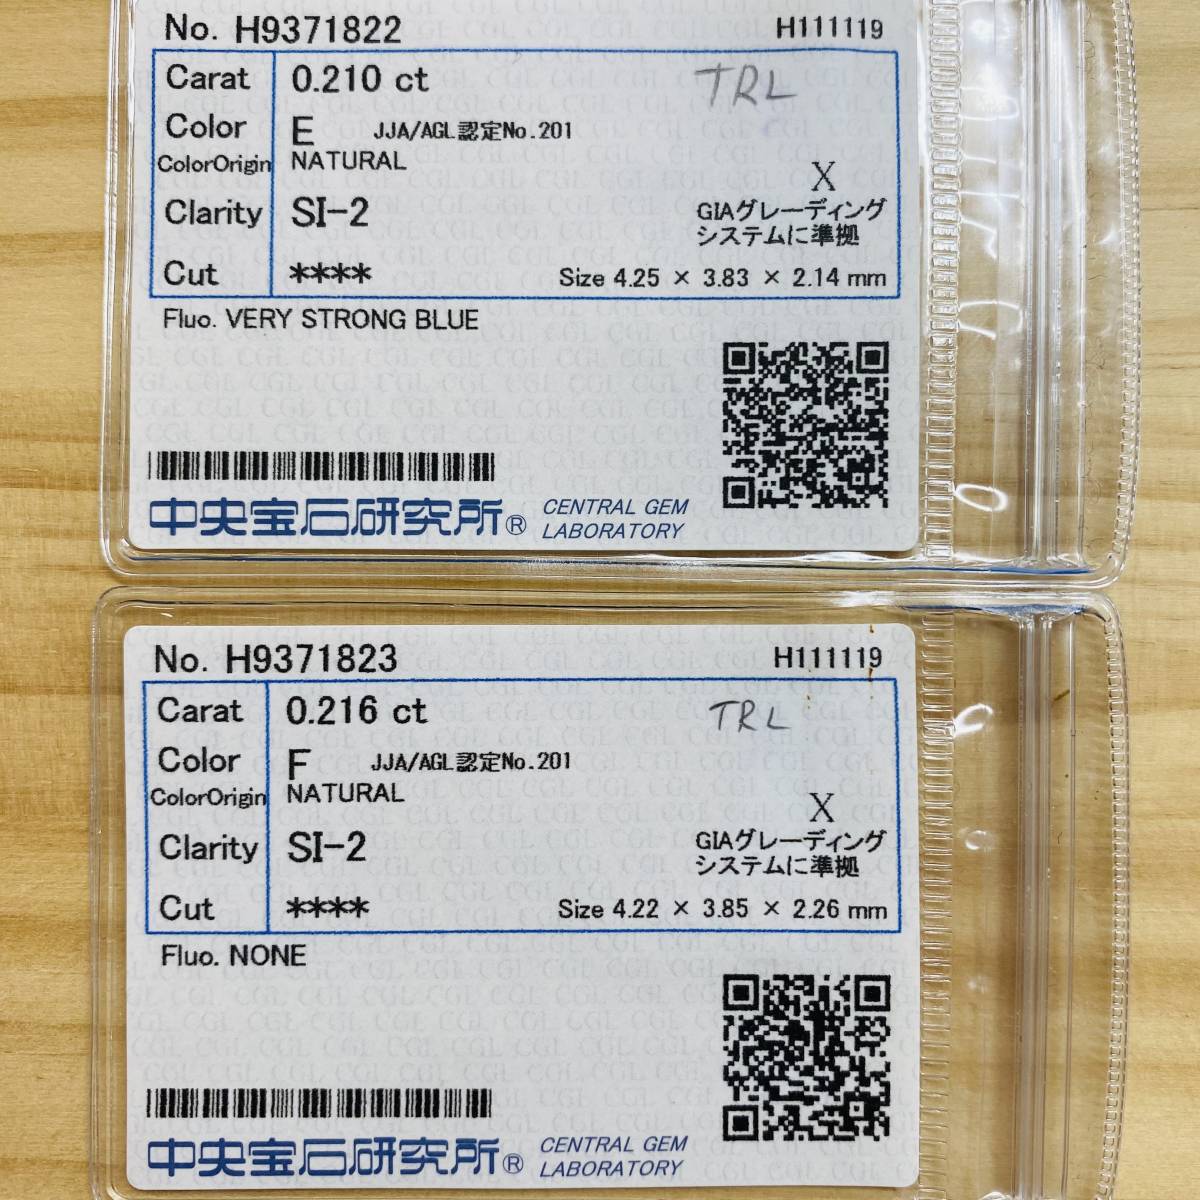 No. H9371822 H111119
Carat 0.210 ct TRL
Color E JJA/AGL認定No.201
ColorOrigin NATURAL
X
Clarity SI-2 GIAグレーディング
システムに準拠
Cut **** Size 4.25 × 3.83 × 2.14 mm
Fluo. VERY STRONG BLUE
中央宝石研究所® CENTRAL GEM
LABORATORY
No. H9371823 H111119
Carat 0.216 ct TRL
Color F JJA/AGL認定No.201
ColorOrigin NATURAL
X
Clarity SI-2 GIAグレーディング
システムに準拠
Cut **** Size 4.22 × 3.85 × 2.26 mm
Fluo. NONE
中央宝石研究所® CENTRAL GEM
LABORATORY